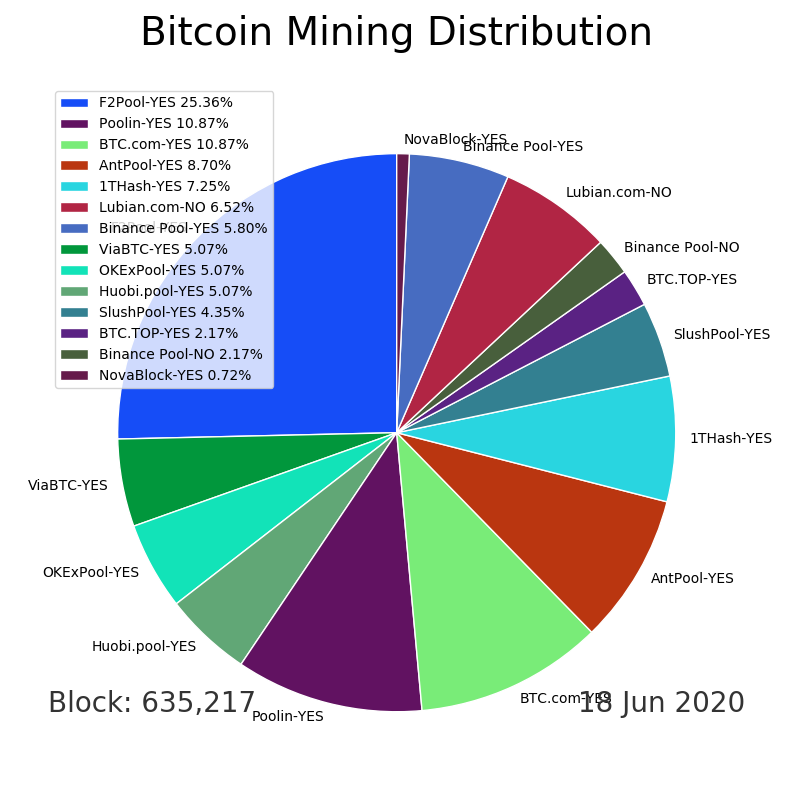 Bitcoin Mining Distribution
F2Pool-YES 25.36%
Poolin-YES 10.87%
BTC.com-YES 10.87%
AntPool-YES 8.70%
1THash-YES 7.25%
Lubian.com-NO 6.52%
Binance Pool-YES 5.80%
ViaBTC-YES 5.07%
OKExPool-YES 5.07%
Huobi.pool-YES 5.07%
SlushPool-YES 4.35%
BTC.TOP-YES 2.17%
Binance Pool-NO 2.17%
NovaBlock-YES 0.72%
NovaBlock-YES
Binance Pool-YES
Lubian.com-NO
Binance Pool-NO
BTC.TOP-YES
SlushPool-YES
1THash-YES
AntPool-YES
BTC.com-YES
Poolin-YES
Huobi.pool-YES
OKExPool-YES
ViaBTC-YES
Block: 635,217
18 Jun 2020